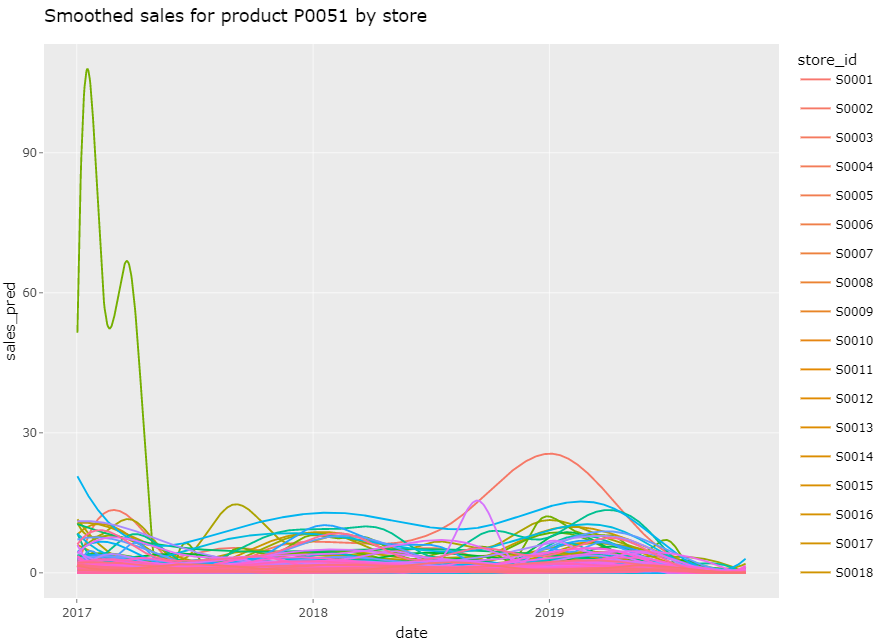 Smoothed sales for product P0051 by store
store_id
S0001
S0002
S0003
S0004
S0005
S0006
S0007
S0008
S0009
S0010
S0011
S0012
S0013
S0014
S0015
S0016
S0017
S0018
90
60
30
0
sales_pred
2017
2018
2019
date